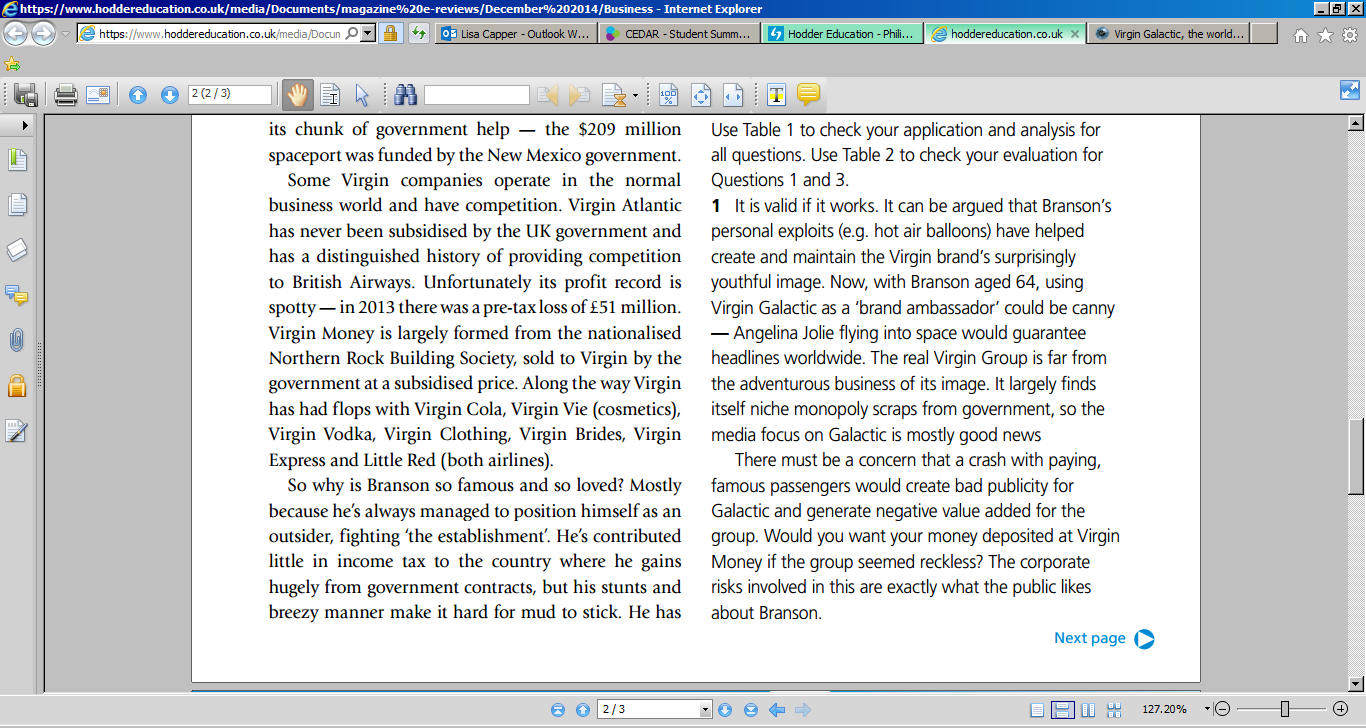 https://www.hoddereducation.co.uk/media/Documents/magazine%20e-reviews/December%202014/Business - Internet Explorer
https://www.hoddereducation.co.uk/media/Docun
Lisa Capper - Outlook W...
CEDAR - Student Summ...
Hodder Education - Phili...
hoddereducation.co.uk
Virgin Galactic, the world...
2 (2 / 3)
its chunk of government help — the $209 million
spaceport was funded by the New Mexico government.
Some Virgin companies operate in the normal
business world and have competition. Virgin Atlantic
has never been subsidised by the UK government and
has a distinguished history of providing competition
to British Airways. Unfortunately its profit record is
spotty — in 2013 there was a pre-tax loss of £51 million.
Virgin Money is largely formed from the nationalised
Northern Rock Building Society, sold to Virgin by the
government at a subsidised price. Along the way Virgin
has had flops with Virgin Cola, Virgin Vie (cosmetics),
Virgin Vodka, Virgin Clothing, Virgin Brides, Virgin
Express and Little Red (both airlines).
So why is Branson so famous and so loved? Mostly
because he's always managed to position himself as an
outsider, fighting 'the establishment'. He's contributed
little in income tax to the country where he gains
hugely from government contracts, but his stunts and
breezy manner make it hard for mud to stick. He has
Use Table 1 to check your application and analysis for
all questions. Use Table 2 to check your evaluation for
Questions 1 and 3.
1 It is valid if it works. It can be argued that Branson's
personal exploits (e.g. hot air balloons) have helped
create and maintain the Virgin brand's surprisingly
youthful image. Now, with Branson aged 64, using
Virgin Galactic as a 'brand ambassador' could be canny
— Angelina Jolie flying into space would guarantee
headlines worldwide. The real Virgin Group is far from
the adventurous business of its image. It largely finds
itself niche monopoly scraps from government, so the
media focus on Galactic is mostly good news
There must be a concern that a crash with paying,
famous passengers would create bad publicity for
Galactic and generate negative value added for the
group. Would you want your money deposited at Virgin
Money if the group seemed reckless? The corporate
risks involved in this are exactly what the public likes
about Branson.
Next page
2 / 3
127.20%